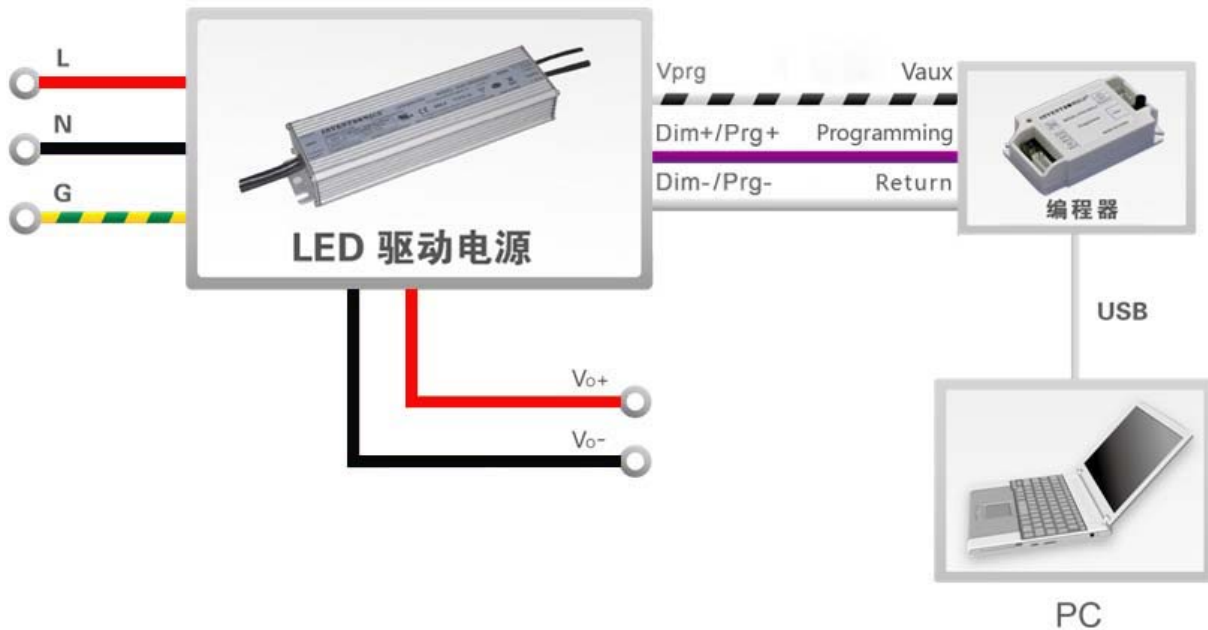 L
N
G
LED 驱动电源
Vprg Vaux
Dim+/Prg+ Programming
Dim-/Prg- Return
编程器
USB
Vo+
Vo-
PC